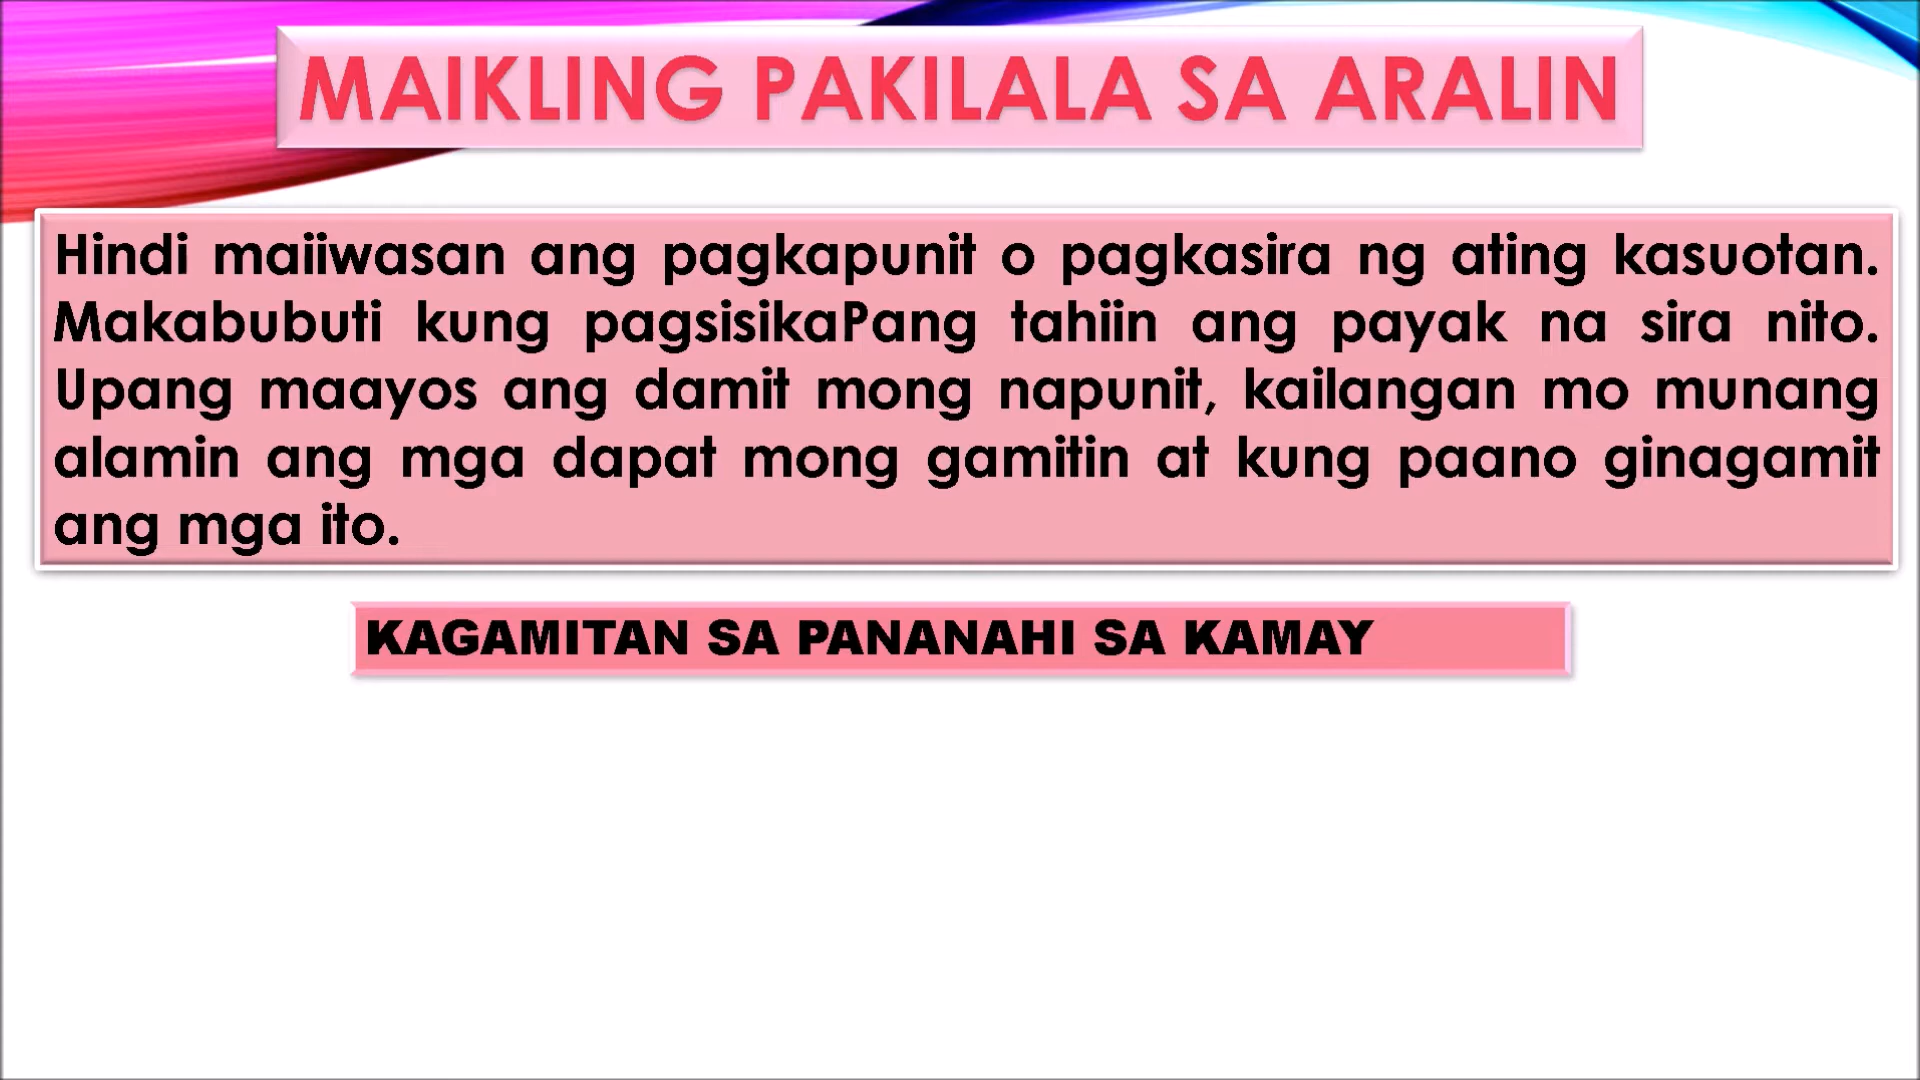 MAIKLING PAKILALA SA ARALIN
Hindi maiiwasan ang pagkapunit o pagkasira ng ating kasuotan.
Makabubuti kung pagsisikaPang tahiin ang payak na sira nito.
Upang maayos ang damit mong napunit, kailangan mo munang
alamin ang mga dapat mong gamitin at kung paano ginagamit
ang mga ito.
KAGAMITAN SA PANANAHI SA KAMAY